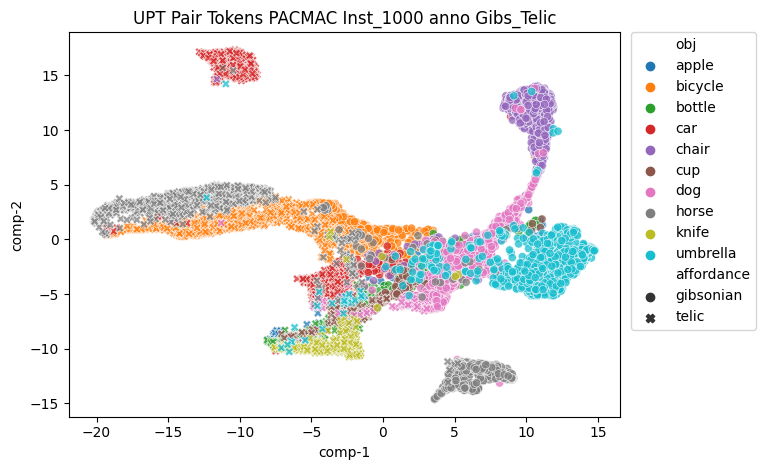 UPT Pair Tokens PACMAC Inst_1000 anno Gibs_Telic
obj
apple
bicycle
bottle
car
chair
cup
dog
horse
knife
umbrella
affordance
gibsonian
telic
comp-2
15
10
5
0
−5
−10
−15
−20
−15
−10
−5
0
5
10
15
comp-1